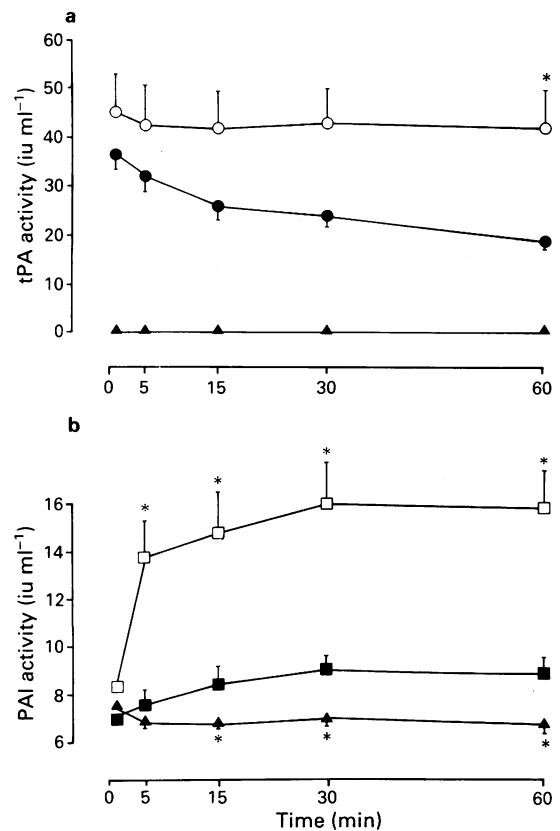 a
tPA activity (iu ml⁻¹)
60
50
40
30
20
10
0
*
0 5 15 30 60
b
PAI activity (iu ml⁻¹)
16
14
12
10
8
6
* * * *
* * *
0 5 15 30 60
Time (min)